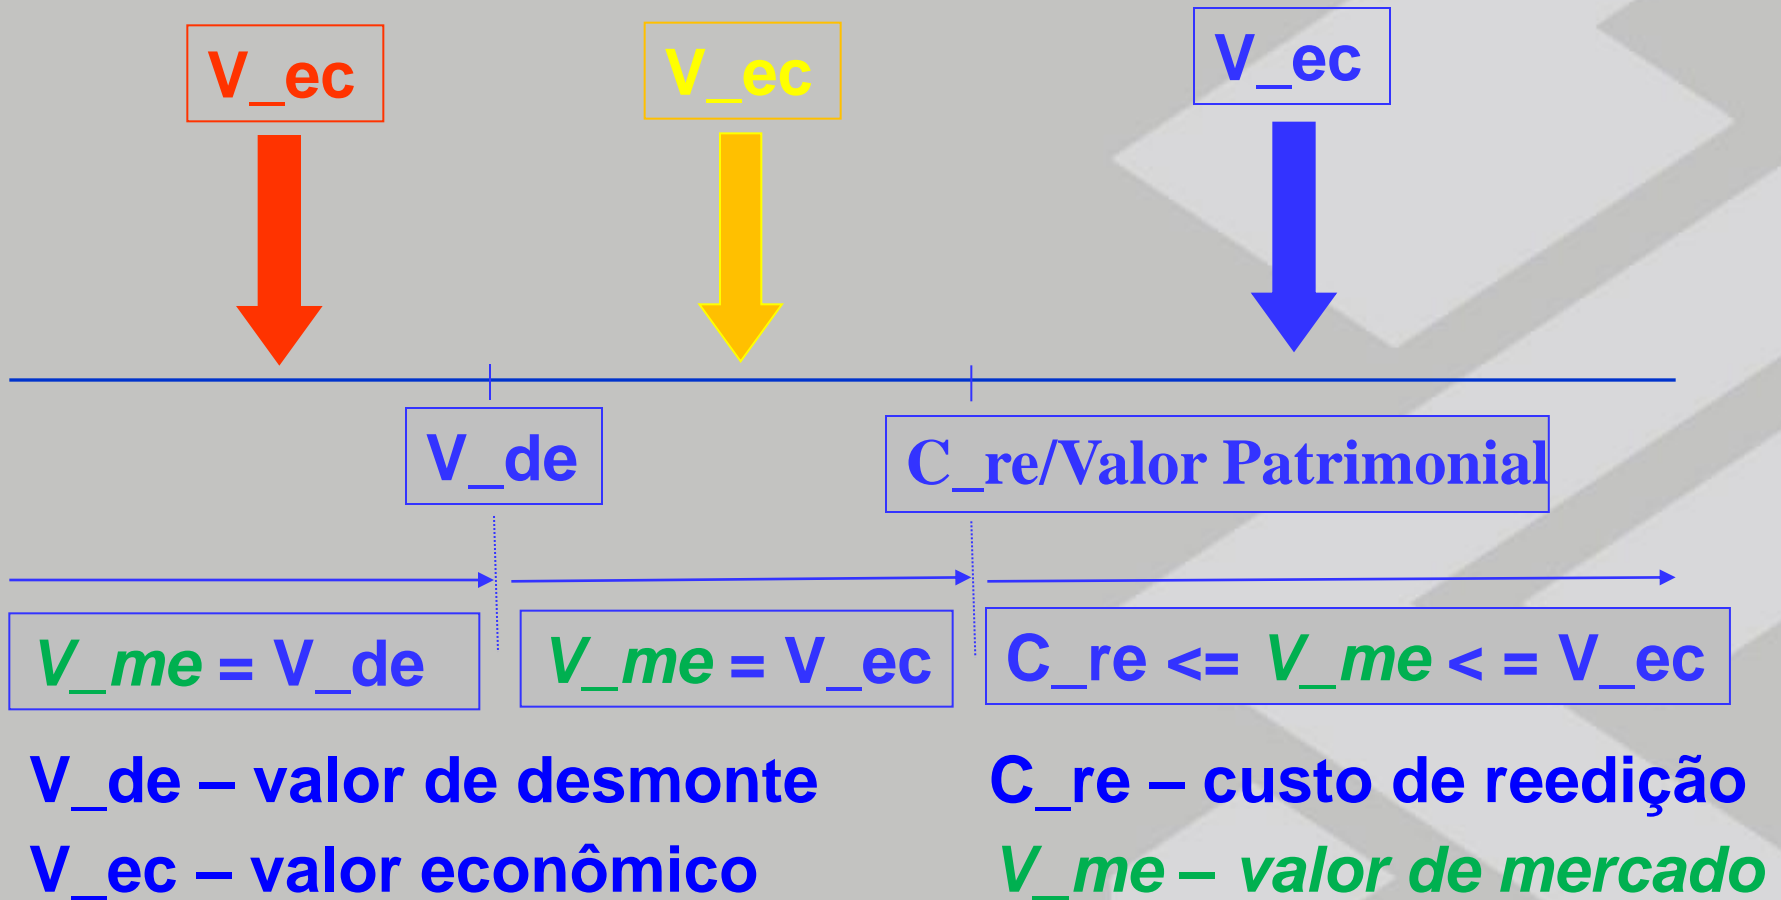 V_ec V_ec V_ec
V_de C_re/Valor Patrimonial
V_me = V_de V_me = V_ec C_re <= V_me < = V_ec
V_de – valor de desmonte C_re – custo de reedição
V_ec – valor econômico V_me – valor de mercado